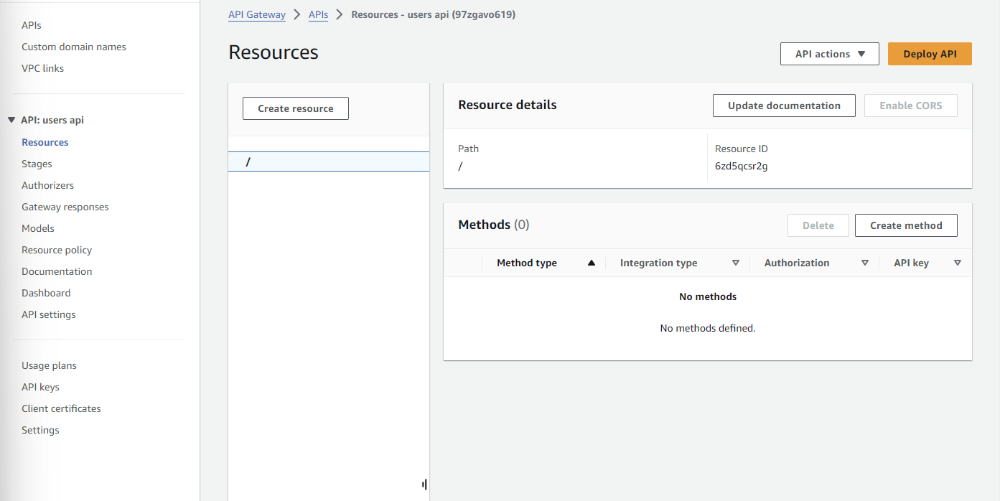 APIs
Custom domain names
VPC links
API: users api
Resources
Stages
Authorizers
Gateway responses
Models
Resource policy
Documentation
Dashboard
API settings
Usage plans
API keys
Client certificates
Settings
API Gateway > APIs > Resources - users api (97zgavo619)
Resources
API actions ▼ Deploy API
Create resource
/
Resource details
Update documentation Enable CORS
Path Resource ID
/ 6zd5qcsr2g
Methods (0)
Delete Create method
Method type Integration type Authorization API key
No methods
No methods defined.